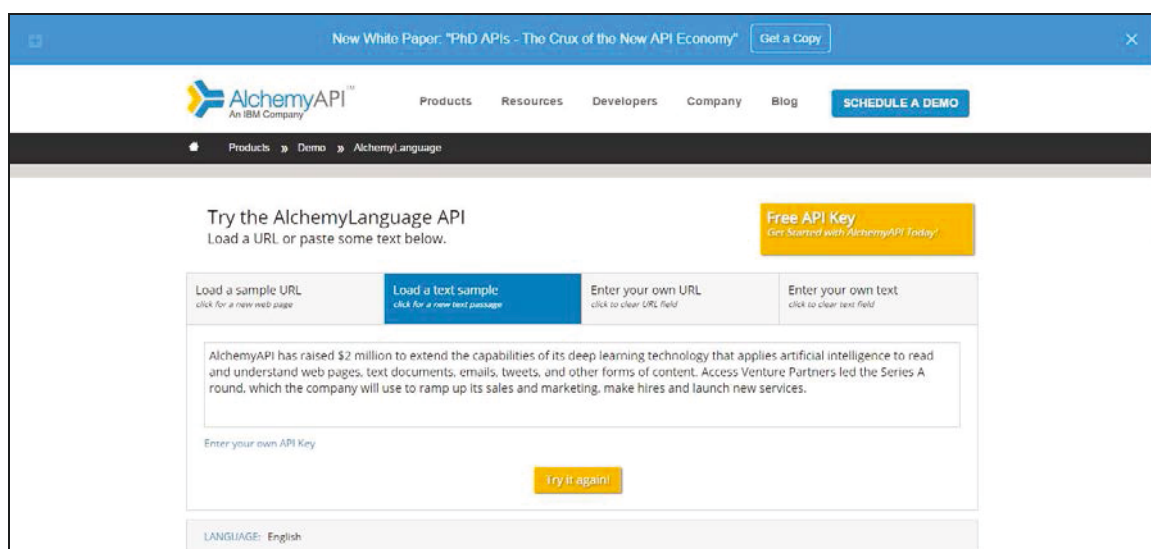 New White Paper: "PhD APIs - The Crux of the New API Economy" Get a Copy
AlchemyAPI™
An IBM Company
Products Resources Developers Company Blog SCHEDULE A DEMO
Products » Demo » AlchemyLanguage
Try the AlchemyLanguage API
Load a URL or paste some text below.
Free API Key
Get Started with AlchemyAPI Today!
Load a sample URL
click for a new web page
Load a text sample
click for a new text passage
Enter your own URL
click to clear URL field
Enter your own text
click to clear text field
AlchemyAPI has raised $2 million to extend the capabilities of its deep learning technology that applies artificial intelligence to read
and understand web pages, text documents, emails, tweets, and other forms of content. Access Venture Partners led the Series A
round, which the company will use to ramp up its sales and marketing, make hires and launch new services.
Enter your own API Key
Try it again!
LANGUAGE: English